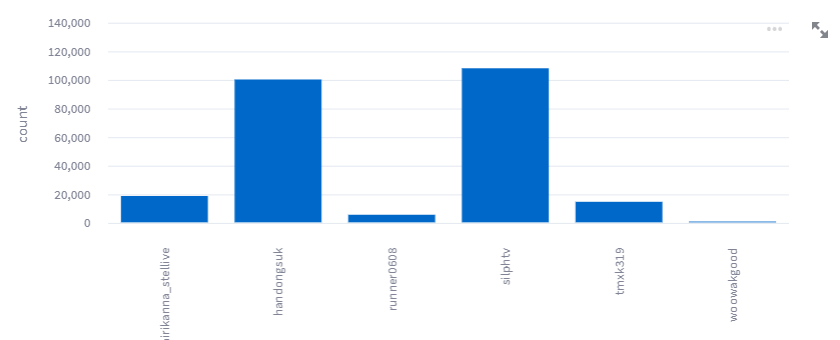 140,000
120,000
100,000
80,000
60,000
40,000
20,000
0
count
irikanna_stellive
handongsuk
runner0608
silphtv
tmxk319
woowakgood